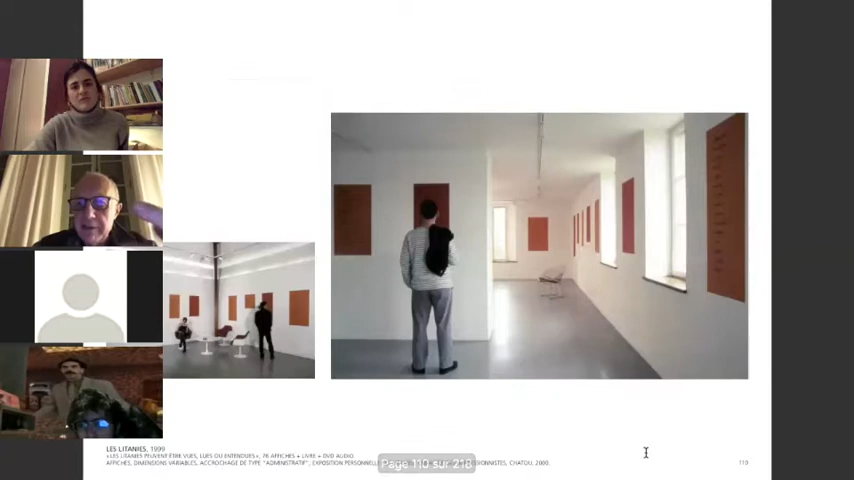 LES LITANIES, 1999
«LES LITANIES PEUVENT ÊTRE VUES, LUES OU ENTENDUES», 76 AFFICHES + LIVRE + DVD AUDIO.
AFFICHES, DIMENSIONS VARIABLES, ACCROCHAGE DE TYPE "ADMINISTRATIF", EXPOSITION PERSONNELLE, CHATOU, 2000.
Page 110 sur 218
119